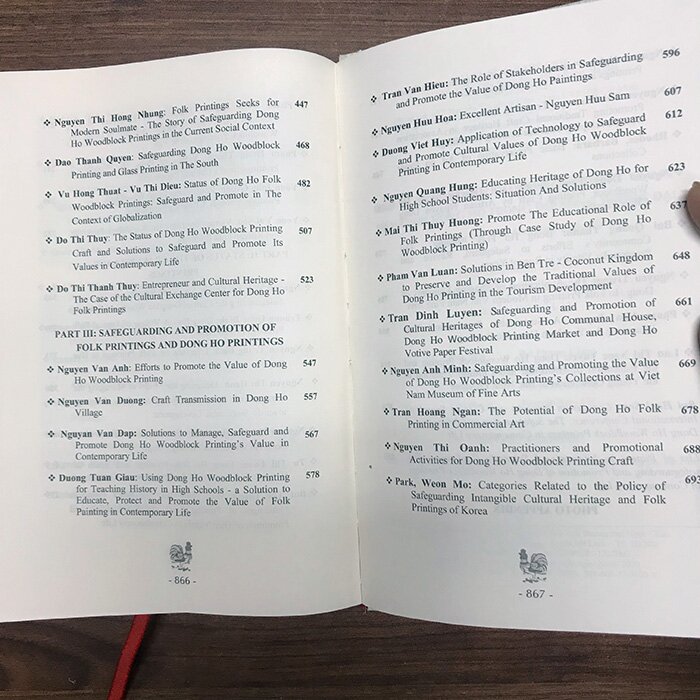 ❖ Nguyen Thi Hong Nhung: Folk Printings Seeks for 447
Modern Soulmate - The Story of Safeguarding Dong
Ho Woodblock Printings in the Current Social Context
❖ Dao Thanh Quyen: Safeguarding Dong Ho Woodblock 468
Printing and Glass Printing in The South
❖ Vu Hong Thuat - Vu Thi Dieu: Status of Dong Ho Folk 482
Woodblock Printings: Safeguard and Promote in The
Context of Globalization
❖ Do Thi Thuy: The Status of Dong Ho Woodblock Printing 507
Craft and Solutions to Safeguard and Promote Its
Values in Contemporary Life
❖ Do Thi Thanh Thuy: Entrepreneur and Cultural Heritage - 523
The Case of the Cultural Exchange Center for Dong Ho
Folk Printings
PART III: SAFEGUARDING AND PROMOTION OF
FOLK PRINTINGS AND DONG HO PRINTINGS
❖ Nguyen Van Anh: Efforts to Promote the Value of Dong 547
Ho Woodblock Printing
❖ Nguyen Van Duong: Craft Transmission in Dong Ho 557
Village
❖ Nguyan Van Dap: Solutions to Manage, Safeguard and 567
Promote Dong Ho Woodblock Printing's Value in
Contemporary Life
❖ Duong Tuan Giau: Using Dong Ho Woodblock Printing 578
for Teaching History in High Schools - a Solution to
Educate, Protect and Promote the Value of Folk
Painting in Contemporary Life
- 866 -
❖ Tran Van Hieu: The Role of Stakeholders in Safeguarding 596
and Promote the Value of Dong Ho Paintings
❖ Nguyen Huu Hoa: Excellent Artisan - Nguyen Huu Sam 607
❖ Duong Viet Huy: Application of Technology to Safeguard 612
and Promote Cultural Values of Dong Ho Woodblock
Printing in Contemporary Life
❖ Nguyen Quang Hung: Educating Heritage of Dong Ho for 623
High School Students: Situation And Solutions
❖ Mai Thi Thuy Huong: Promote The Educational Role of 637
Folk Printings (Through Case Study of Dong Ho
Woodblock Printing)
❖ Pham Van Luan: Solutions in Ben Tre - Coconut Kingdom 648
to Preserve and Develop the Traditional Values of
Dong Ho Printing in the Tourism Development
❖ Tran Dinh Luyen: Safeguarding and Promotion of 661
Cultural Heritages of Dong Ho Communal House,
Dong Ho Woodblock Printing Market and Dong Ho
Votive Paper Festival
❖ Nguyen Anh Minh: Safeguarding and Promoting the Value 669
of Dong Ho Woodblock Printing's Collections at Viet
Nam Museum of Fine Arts
❖ Tran Hoang Ngan: The Potential of Dong Ho Folk 678
Printing in Commercial Art
❖ Nguyen Thi Oanh: Practitioners and Promotional 688
Activities for Dong Ho Woodblock Printing Craft
❖ Park, Weon Mo: Categories Related to the Policy of 693
Safeguarding Intangible Cultural Heritage and Folk
Printings of Korea
- 867 -